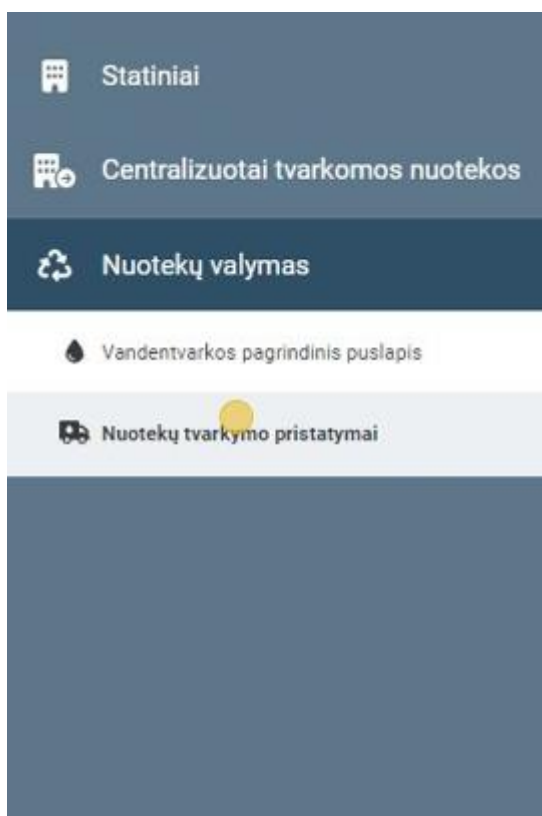 Statiniai
Centralizuotai tvarkomos nuotekos
Nuotekų valymas
Vandentvarkos pagrindinis puslapis
Nuotekų tvarkymo pristatymai